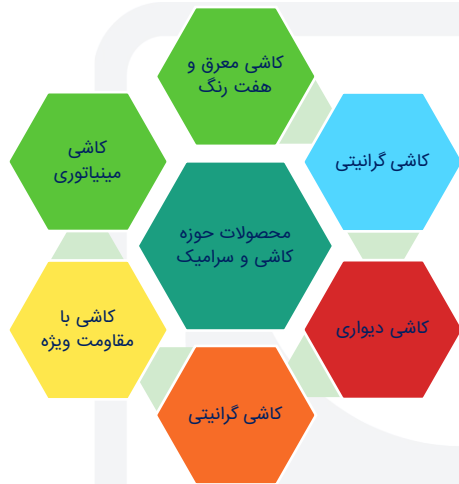 کاشی معرق و
هفت رنگ
کاشی گرانیتی
کاشی
مینیاتوری
محصولات حوزه
کاشی و سرامیک
کاشی دیواری
کاشی با
مقاومت ویژه
کاشی گرانیتی